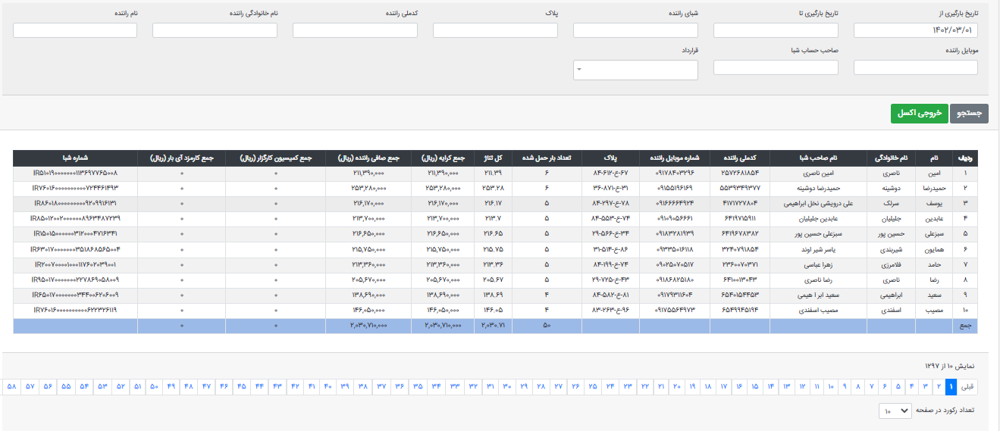 تاریخ بارگیری از تاریخ بارگیری تا شبای راننده پلاک کدملی راننده نام خانوادگی راننده نام راننده
۱۴۰۲/۰۳/۰۱
موبایل راننده صاحب حساب شبا قرارداد
جستجو خروجی اکسل
ردیف نام نام خانوادگی نام صاحب شبا کدملی راننده شماره موبایل راننده پلاک تعداد بار حمل شده کل تناژ جمع کرایه (ریال) جمع صافی راننده (ریال) جمع کمیسیون کارگزار (ریال) جمع کارمزد آی بار (ریال) شماره شبا
۱ امین ناصری امین ناصری ۲۵۷۲۶۸۱۸۵۴ ۰۹۱۷۸۴۰۳۲۹۶ ۶۷-ع-۶۱۲-۸۴ ۶ ۲۱۱.۳۹ ۲۱۱,۳۹۰,۰۰۰ ۲۱۱,۳۹۰,۰۰۰ ۰ ۰ IR۵۱۰۱۹۰۰۰۰۰۰۰۰۱۱۳۶۹۷۷۶۵۰۰۸
۲ حمیدرضا دوشینه حمیدرضا دوشینه ۵۵۳۹۳۴۹۳۷۷ ۰۹۱۵۵۱۹۶۱۶۹ ۳۱-ع-۸۷۱-۳۶ ۶ ۲۵۳.۲۸ ۲۵۳,۲۸۰,۰۰۰ ۲۵۳,۲۸۰,۰۰۰ ۰ ۰ IR۷۶۰۱۶۰۰۰۰۰۰۰۰۰۰۰۷۲۴۴۶۱۴۹۳
۳ یوسف سرلک علی درویشی نخل ابراهیمی ۴۱۷۱۷۲۷۸۰۴ ۰۹۱۶۶۶۶۴۹۲۴ ۷۸-ع-۲۹۷-۸۴ ۵ ۲۱۶.۱۷ ۲۱۶,۱۷۰,۰۰۰ ۲۱۶,۱۷۰,۰۰۰ ۰ ۰ IR۸۶۰۱۸۰۰۰۰۰۰۰۰۰۰۹۲۰۹۹۱۶۱۳۱
۴ عابدین جلیلیان عابدین جلیلیان ۶۴۱۹۷۱۵۹۱۱ ۰۹۱۰۹۰۵۶۶۶۱ ۷۴-ع-۵۵۳-۸۴ ۵ ۲۱۳.۷ ۲۱۳,۷۰۰,۰۰۰ ۲۱۳,۷۰۰,۰۰۰ ۰ ۰ IR۸۵۰۱۲۰۰۲۰۰۰۰۰۰۸۹۶۳۴۸۷۲۳۹
۵ سبزعلی حسین پور سبزعلی حسین پور ۶۴۱۹۶۷۸۳۸۲ ۰۹۱۸۳۲۸۱۹۳۹ ۳۴-ع-۵۶۶-۲۹ ۵ ۲۱۶.۶۵ ۲۱۶,۶۵۰,۰۰۰ ۲۱۶,۶۵۰,۰۰۰ ۰ ۰ IR۱۵۰۱۵۰۰۰۰۰۰۳۱۲۰۰۰۴۷۱۶۳۴۱
۶ همایون شیربندی یاسر شیر اوند ۳۲۴۰۷۹۱۸۵۴ ۰۹۳۳۵۰۱۶۱۱۸ ۸۶-ع-۵۱۴-۳۱ ۵ ۲۱۵.۷۵ ۲۱۵,۷۵۰,۰۰۰ ۲۱۵,۷۵۰,۰۰۰ ۰ ۰ IR۶۳۰۱۷۰۰۰۰۰۰۰۳۵۱۸۶۸۵۶۵۰۰۴
۷ حامد فلامرزی زهرا عباسی ۲۳۶۰۰۷۰۳۷۱ ۰۹۰۲۵۰۷۰۵۱۷ ۷۴-ع-۱۹۹-۸۴ ۵ ۲۱۳.۳۶ ۲۱۳,۳۶۰,۰۰۰ ۲۱۳,۳۶۰,۰۰۰ ۰ ۰ IR۲۰۰۷۰۰۰۰۱۰۰۰۱۱۷۶۰۲۰۳۹۰۰۱
۸ رضا ناصری رضا ناصری ۶۴۱۰۰۱۳۰۴۳ ۰۹۱۸۶۸۲۵۱۸۰ ۴۳-ع-۷۲۵-۲۹ ۵ ۲۰۵.۶۷ ۲۰۵,۶۷۰,۰۰۰ ۲۰۵,۶۷۰,۰۰۰ ۰ ۰ IR۹۵۰۱۷۰۰۰۰۰۰۰۲۲۷۸۶۹۰۵۸۰۰۹
۹ سعید ابراهیمی سعید ابر ا هیمی ۶۵۴۰۱۵۴۴۵۳ ۰۹۱۷۹۳۱۱۶۰۴ ۸۱-ع-۵۸۲-۸۴ ۴ ۱۳۸.۶۹ ۱۳۸,۶۹۰,۰۰۰ ۱۳۸,۶۹۰,۰۰۰ ۰ ۰ IR۶۵۰۱۷۰۰۰۰۰۰۰۳۴۴۰۰۶۲۰۶۰۰۹
۱۰ مصیب اسفندی مصیب اسفندی ۶۵۴۹۹۴۵۱۹۴ ۰۹۱۷۵۵۶۴۹۷۳ ۹۶-ع-۲۶۳-۸۳ ۴ ۱۴۶.۰۵ ۱۴۶,۰۵۰,۰۰۰ ۱۴۶,۰۵۰,۰۰۰ ۰ ۰ IR۷۶۰۱۶۰۰۰۰۰۰۰۰۰۰۰۶۲۲۳۲۶۱۱۹
جمع ۵۰ ۲,۰۳۰.۷۱ ۲,۰۳۰,۷۱۰,۰۰۰ ۲,۰۳۰,۷۱۰,۰۰۰ ۰ ۰
نمایش ۱۰ از ۱۲۹۷
قبلی ۱ ۲ ۳ ۴ ۵ ۶ ۷ ۸ ۹ ۱۰ ۱۱ ۱۲ ۱۳ ۱۴ ۱۵ ۱۶ ۱۷ ۱۸ ۱۹ ۲۰ ۲۱ ۲۲ ۲۳ ۲۴ ۲۵ ۲۶ ۲۷ ۲۸ ۲۹ ۳۰ ۳۱ ۳۲ ۳۳ ۳۴ ۳۵ ۳۶ ۳۷ ۳۸ ۳۹ ۴۰ ۴۱ ۴۲ ۴۳ ۴۴ ۴۵ ۴۶ ۴۷ ۴۸ ۴۹ ۵۰ ۵۱ ۵۲ ۵۳ ۵۴ ۵۵ ۵۶ ۵۷ ۵۸
تعداد رکورد در صفحه ۱۰